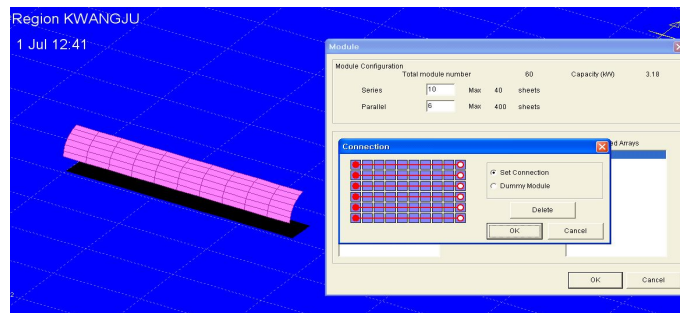 Region KWANGJU
1 Jul 12:41
Module
Module Configuration
Total module number 60 Capacity (kW) 3.18
Series 10 Max 40 sheets
Parallel 6 Max 400 sheets
ed Arrays
Connection
Set Connection
Dummy Module
Delete
OK Cancel
OK Cancel